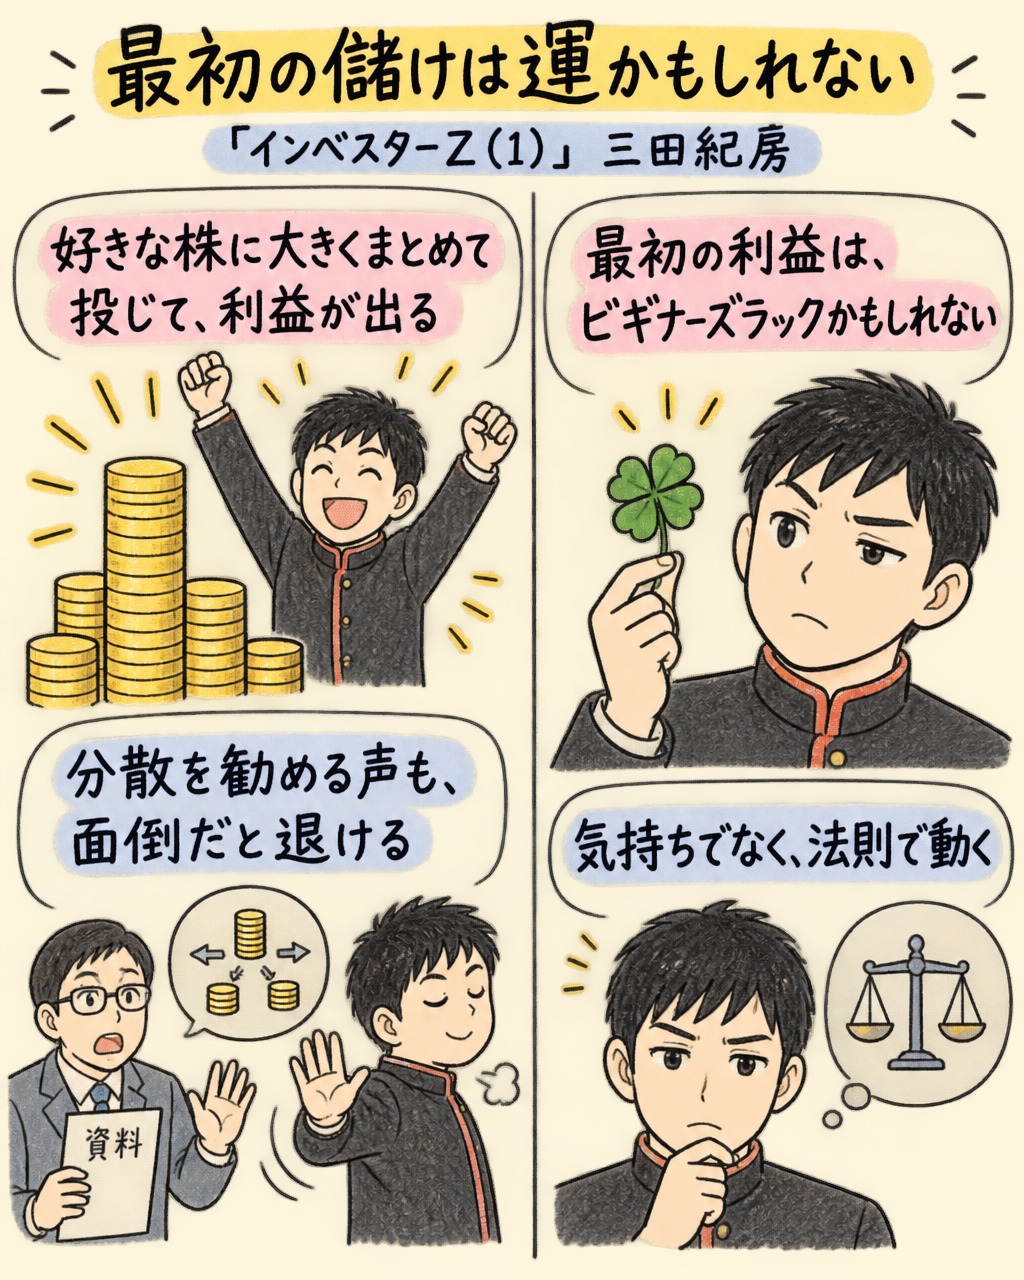 最初の儲けは運かもしれない
「インベスターZ(1)」 三田紀房
好きな株に大きくまとめて
投じて、利益が出る
分散を勧める声も、
面倒だと退ける
資料
最初の利益は、
ビギナーズラックかもしれない
気持ちでなく、法則で動く